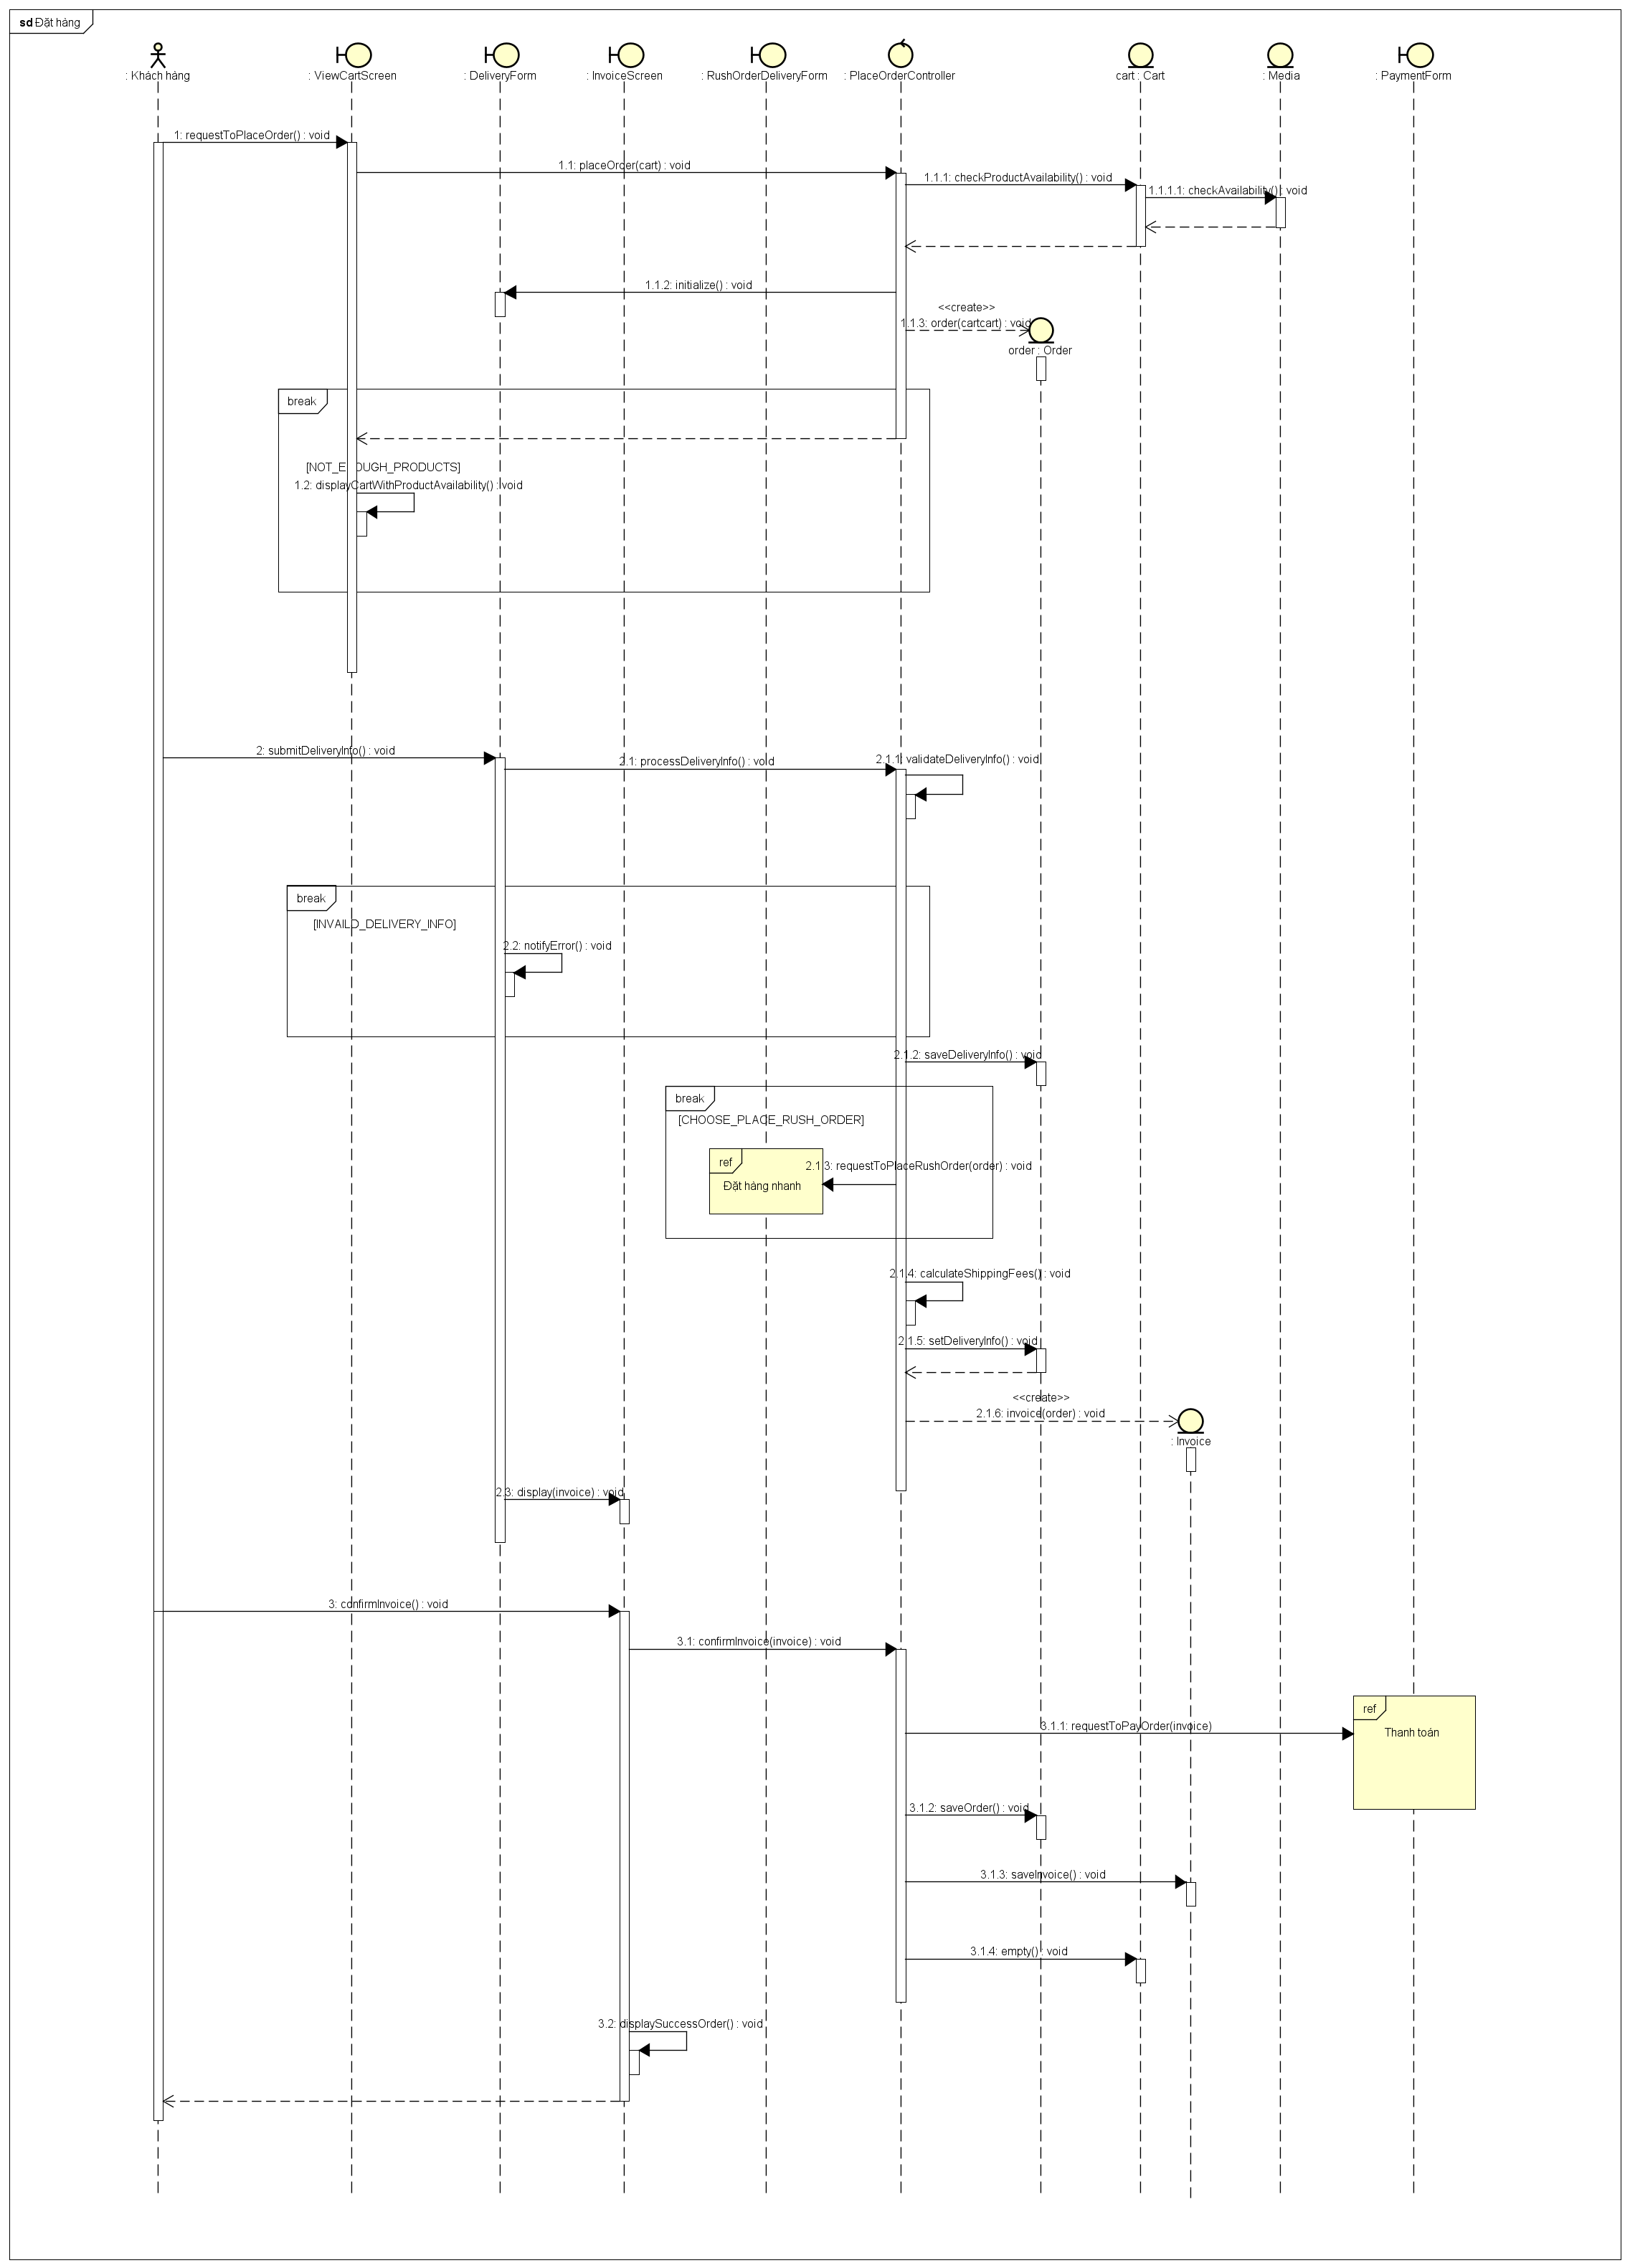 sd Đặt hàng
: Khách hàng
: ViewCartScreen
: DeliveryForm
: InvoiceScreen
: RushOrderDeliveryForm
: PlaceOrderController
cart : Cart
: Media
: PaymentForm
1: requestToPlaceOrder() : void
1.1: placeOrder(cart) : void
1.1.1: checkProductAvailability() : void
1.1.1.1: checkAvailability() : void
1.1.2: initialize() : void
<<create>>
1.1.3: order(cartcart) : void
order : Order
break
[NOT_ENOUGH_PRODUCTS]
1.2: displayCartWithProductAvailability() : void
2: submitDeliveryInfo() : void
2.1: processDeliveryInfo() : void
2.1.1: validateDeliveryInfo() : void
break
[INVAILD_DELIVERY_INFO]
2.2: notifyError() : void
2.1.2: saveDeliveryInfo() : void
break
[CHOOSE_PLACE_RUSH_ORDER]
ref
2.1.3: requestToPlaceRushOrder(order) : void
Đặt hàng nhanh
2.1.4: calculateShippingFees() : void
2.1.5: setDeliveryInfo() : void
<<create>>
2.1.6: invoice(order) : void
: Invoice
2.3: display(invoice) : void
3: confirmInvoice() : void
3.1: confirmInvoice(invoice) : void
ref
3.1.1: requestToPayOrder(invoice)
Thanh toán
3.1.2: saveOrder() : void
3.1.3: saveInvoice() : void
3.1.4: empty() : void
3.2: displaySuccessOrder() : void